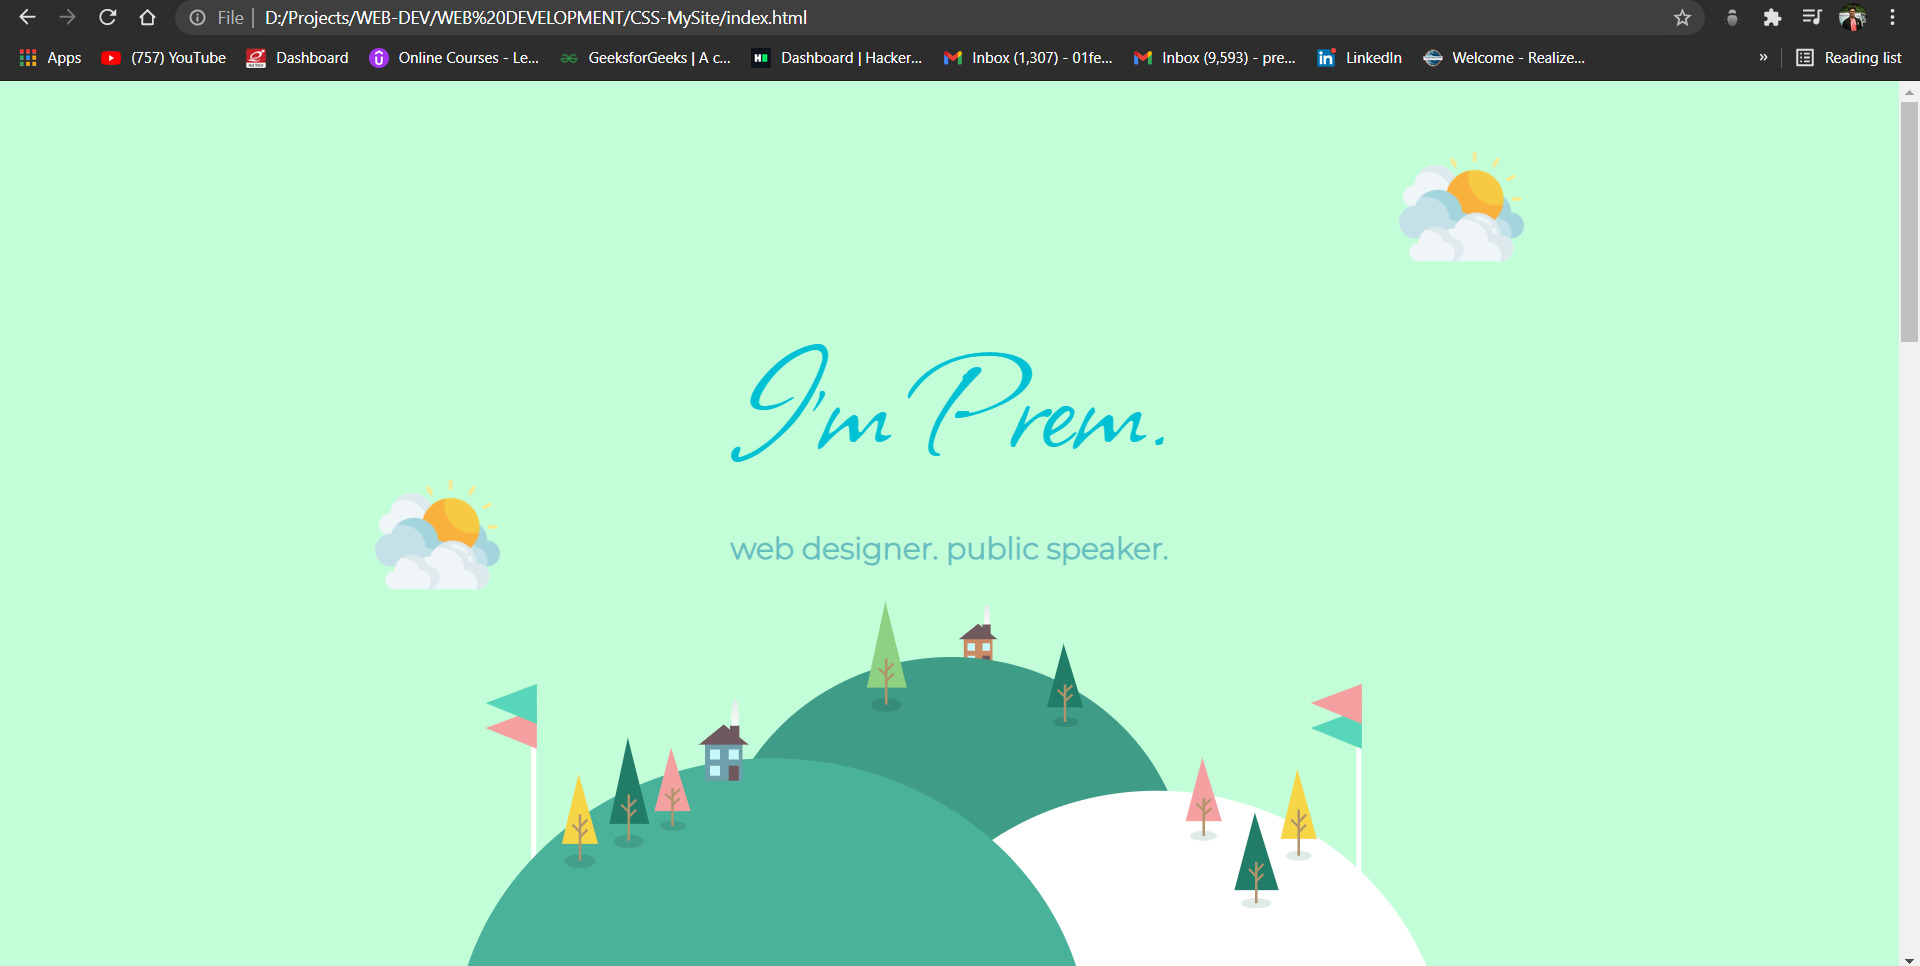 File | D:/Projects/WEB-DEV/WEB%20DEVELOPMENT/CSS-MySite/index.html
Apps (757) YouTube Dashboard Online Courses - Le... GeeksforGeeks | A c... Dashboard | Hacker... Inbox (1,307) - 01fe... Inbox (9,593) - pre... LinkedIn Welcome - Realize... » Reading list
I'm Prem.
web designer. public speaker.